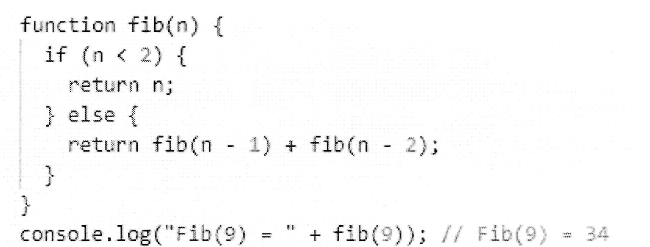 function fib(n) {
  if (n < 2) {
    return n;
  } else {
    return fib(n - 1) + fib(n - 2);
  }
}
console.log("Fib(9) = " + fib(9)); // Fib(9) = 34